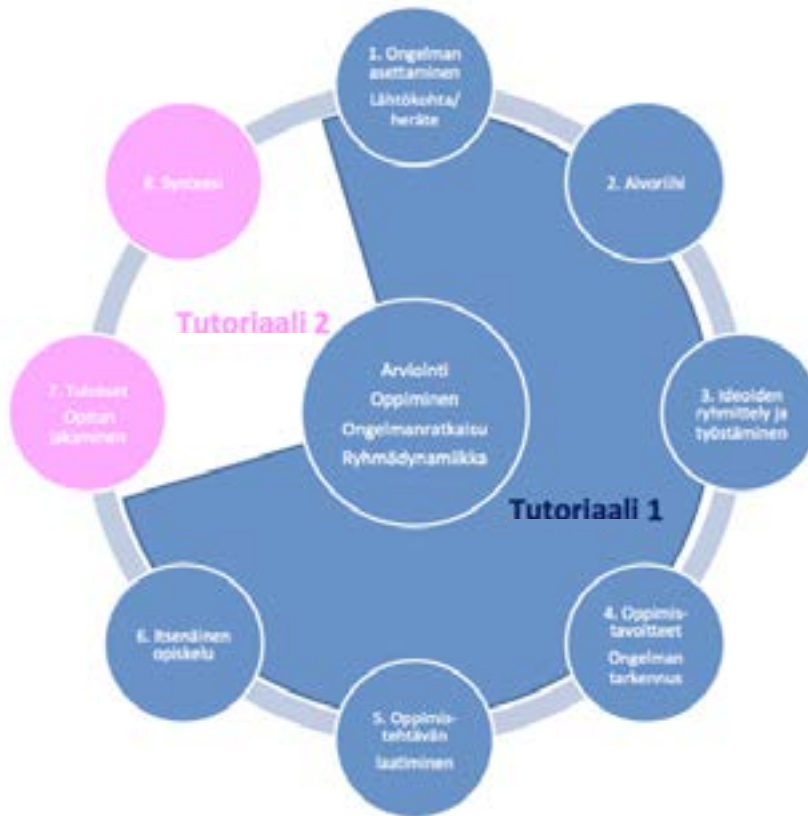 1. Ongelman
asettaminen
Lähtökohta/
heräte
2. Aivoriihi
3. Ideoiden
ryhmittely ja
työstäminen
4. Oppimis-
tavoitteet
Ongelman
tarkennus
5. Oppimis-
tehtävän
laatiminen
6. Itsenäinen
opiskelu
7. Tulokset
Opitun
jakaminen
8. Synteesi
Tutoriaali 2
Arviointi
Oppiminen
Ongelmanratkaisu
Ryhmädynamiikka
Tutoriaali 1